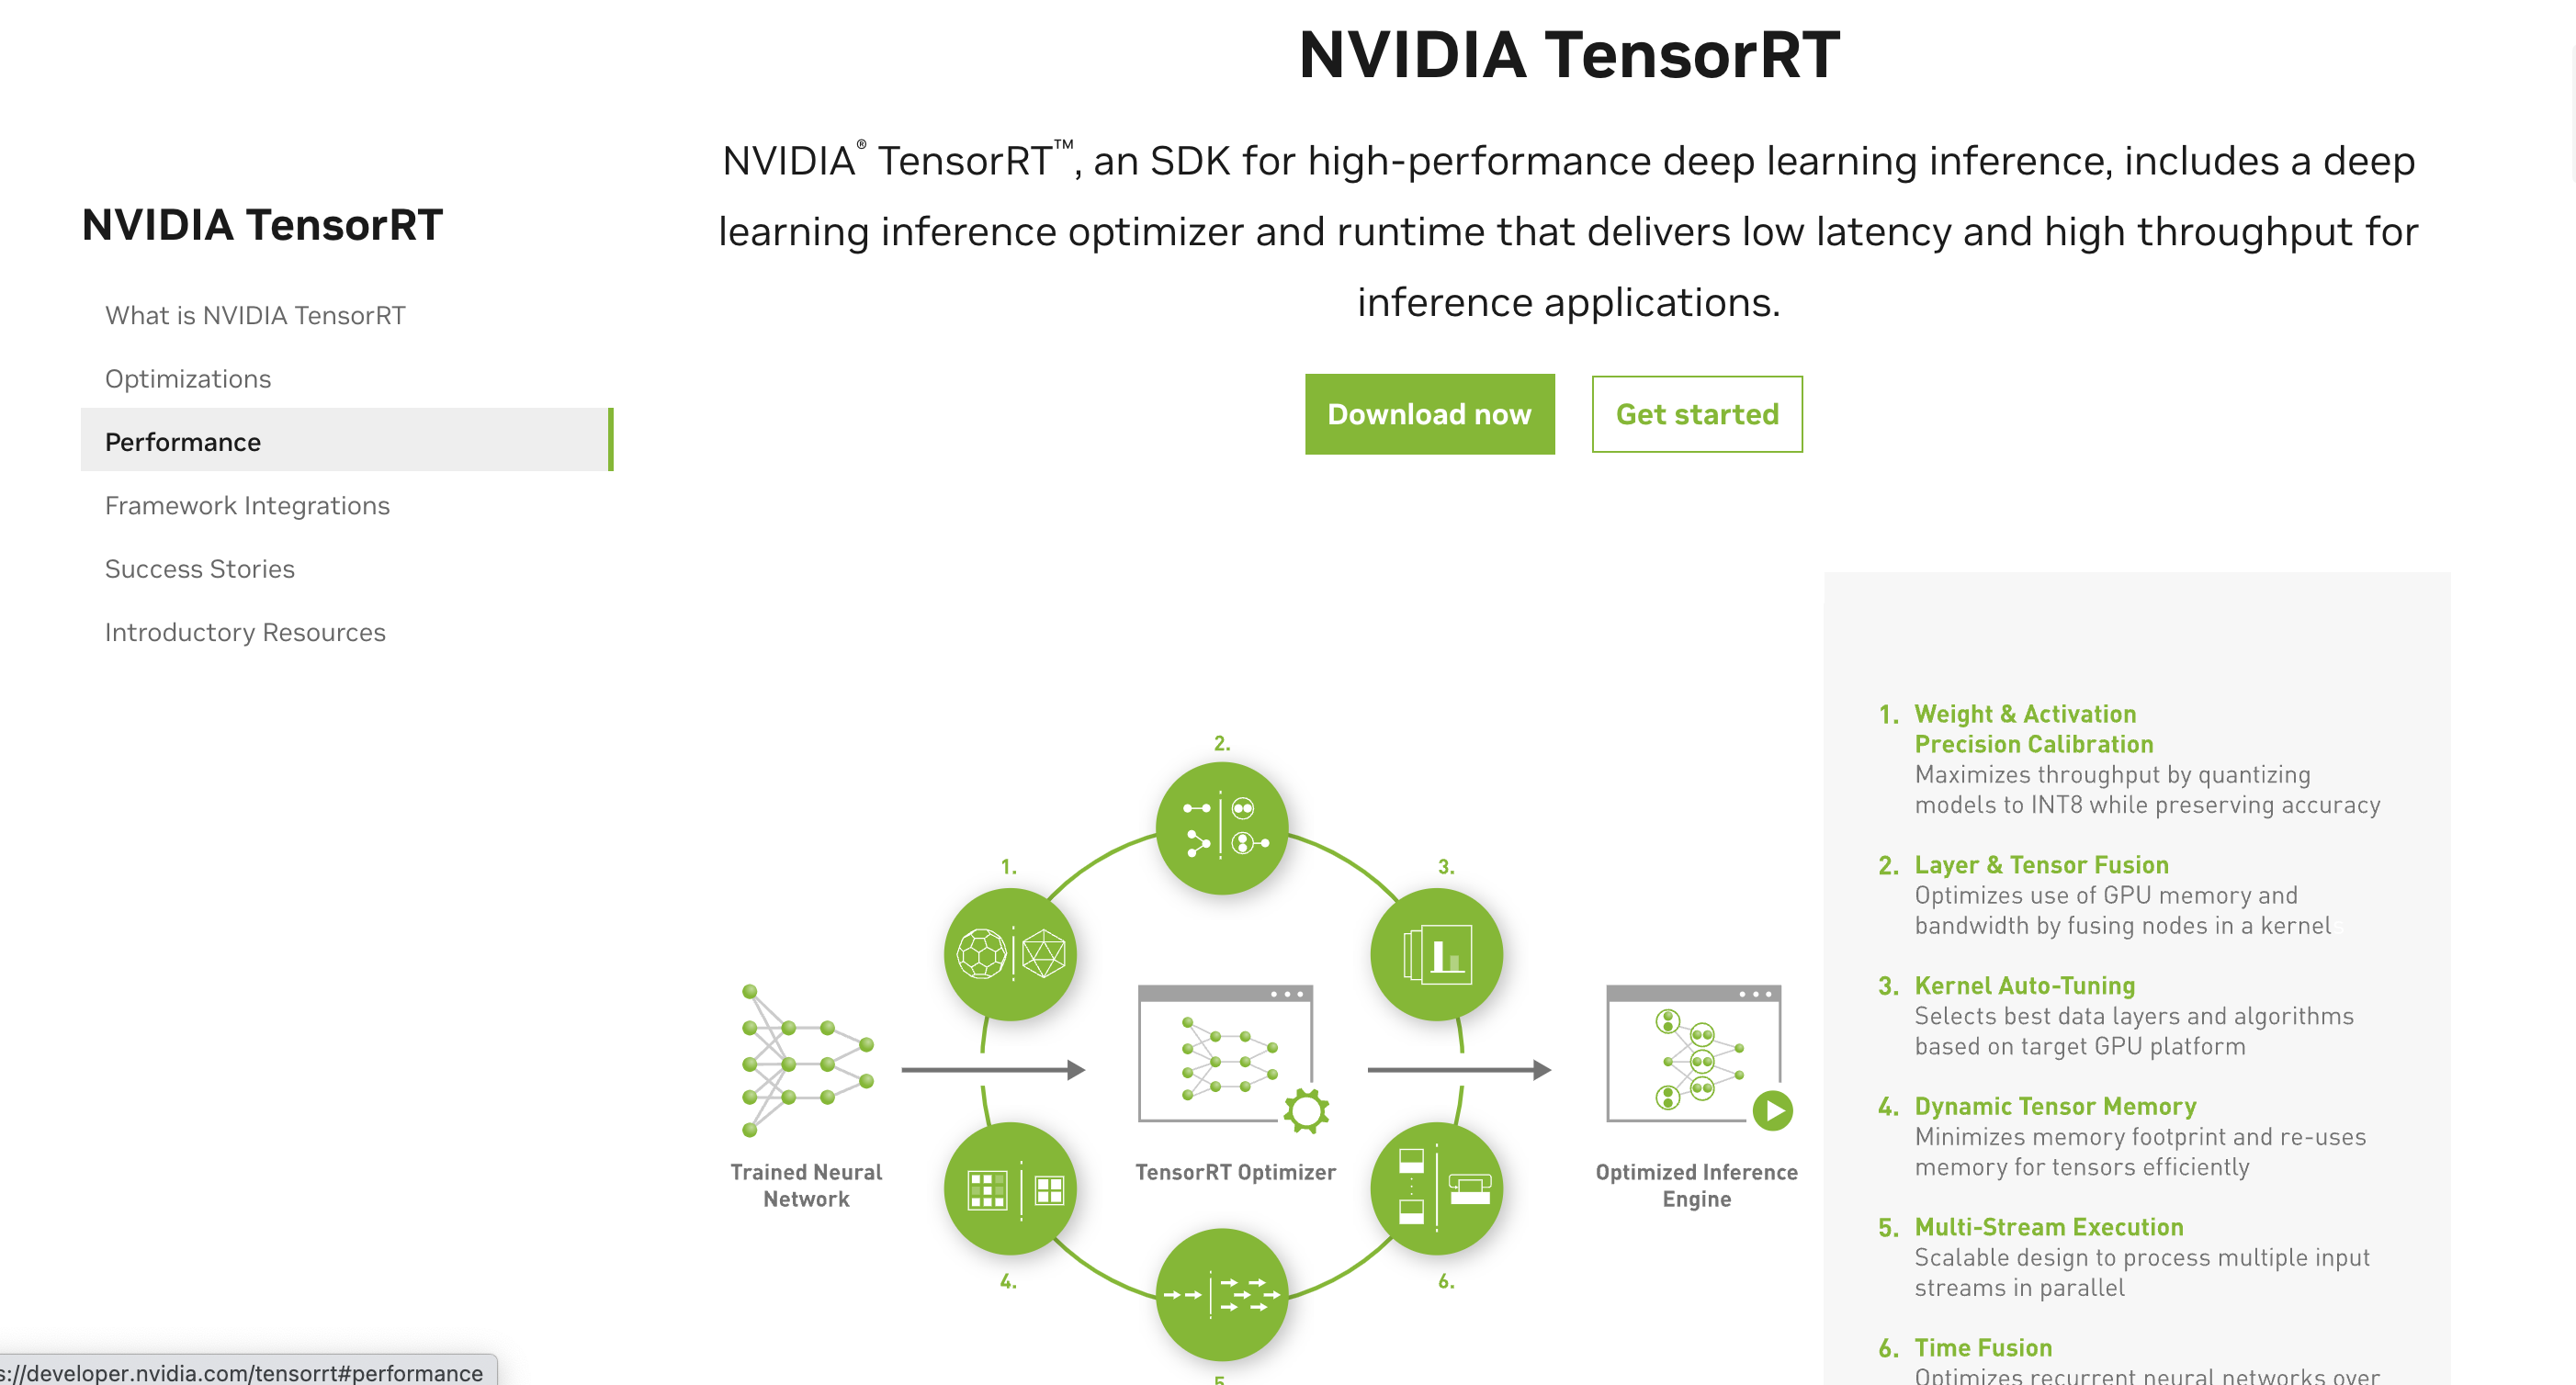 NVIDIA TensorRT
NVIDIA® TensorRT™, an SDK for high-performance deep learning inference, includes a deep
learning inference optimizer and runtime that delivers low latency and high throughput for
inference applications.
Download now
Get started
NVIDIA TensorRT
What is NVIDIA TensorRT
Optimizations
Performance
Framework Integrations
Success Stories
Introductory Resources
1.
2.
3.
4.
5.
6.
Trained Neural
Network
TensorRT Optimizer
Optimized Inference
Engine
1. Weight & Activation
Precision Calibration
Maximizes throughput by quantizing
models to INT8 while preserving accuracy
2. Layer & Tensor Fusion
Optimizes use of GPU memory and
bandwidth by fusing nodes in a kernels
3. Kernel Auto-Tuning
Selects best data layers and algorithms
based on target GPU platform
4. Dynamic Tensor Memory
Minimizes memory footprint and re-uses
memory for tensors efficiently
5. Multi-Stream Execution
Scalable design to process multiple input
streams in parallel
6. Time Fusion
Optimizes recurrent neural networks over
s://developer.nvidia.com/tensorrt#performance